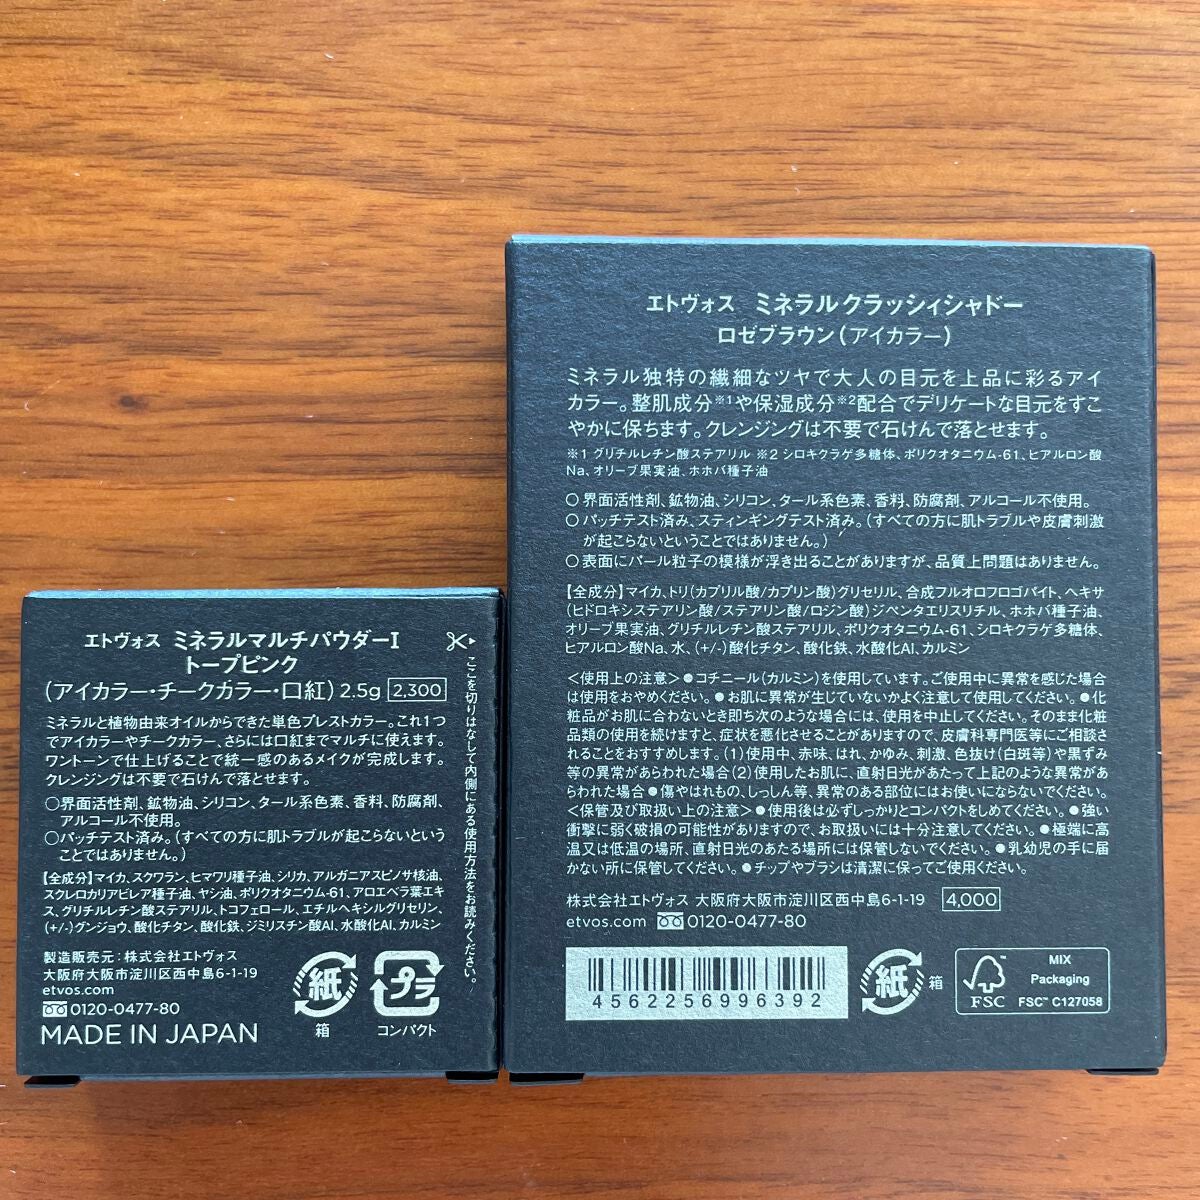 エトヴォス ミネラルマルチパウダーI
トープピンク
(アイカラー・チークカラー・口紅) 2.5g 2,300
ミネラルと植物由来オイルからできた単色プレストカラー。これ1つ
でアイカラーやチークカラー、さらには口紅までマルチに使えます。
ワントーンで仕上げることで統一感のあるメイクが完成します。
クレンジングは不要で石けんで落とせます。
○界面活性剤、鉱物油、シリコン、タール系色素、香料、防腐剤、
アルコール不使用。
○パッチテスト済み。(すべての方に肌トラブルが起こらないという
ことではありません。)
【全成分】マイカ、スクワラン、ヒマワリ種子油、シリカ、アルガニアスピノサ核油、
スクレロカリアビレア種子油、ヤシ油、ポリクオタニウム-61、アロエベラ葉エキ
ス、グリチルレチン酸ステアリル、トコフェロール、エチルヘキシルグリセリン、
(+/-)グンジョウ、酸化チタン、酸化鉄、ジミリスチン酸Al、水酸化Al、カルミン
製造販売元:株式会社エトヴォス
大阪府大阪市淀川区西中島6-1-19
etvos.com
0120-0477-80
MADE IN JAPAN
紙
箱
プラ
コンパクト
ここを切りはなして内側にある使用方法をお読みください。
エトヴォス ミネラルクラッシィシャドー
ロゼブラウン(アイカラー)
ミネラル独特の繊細なツヤで大人の目元を上品に彩るアイ
カラー。整肌成分※1や保湿成分※2配合でデリケートな目元をすこ
やかに保ちます。クレンジングは不要で石けんで落とせます。
※1 グリチルレチン酸ステアリル ※2 シロキクラゲ多糖体、ポリクオタニウム-61、ヒアルロン酸
Na、オリーブ果実油、ホホバ種子油
○ 界面活性剤、鉱物油、シリコン、タール系色素、香料、防腐剤、アルコール不使用。
○ パッチテスト済み、スティンギングテスト済み。(すべての方に肌トラブルや皮膚刺激
が起こらないということではありません。)
○ 表面にパール粒子の模様が浮き出ることがありますが、品質上問題はありません。
【全成分】マイカ、トリ(カプリル酸/カプリン酸)グリセリル、合成フルオロフロゴパイト、ヘキサ
(ヒドロキシステアリン酸/ステアリン酸/ロジン酸)ジペンタエリスリチル、ホホバ種子油、
オリーブ果実油、グリチルレチン酸ステアリル、ポリクオタニウム-61、シロキクラゲ多糖体、
ヒアルロン酸Na、水、(+/-)酸化チタン、酸化鉄、水酸化Al、カルミン
＜使用上の注意＞●コチニール(カルミン)を使用しています。ご使用中に異常を感じた場合
は使用をおやめください。●お肌に異常が生じていないかよく注意して使用してください。●化
粧品がお肌に合わないとき即ち次のような場合には、使用を中止してください。そのまま化粧
品類の使用を続けますと、症状を悪化させることがありますので、皮膚科専門医等にご相談さ
れることをおすすめします。(1)使用中、赤味、はれ、かゆみ、刺激、色抜け(白斑等)や黒ずみ
等の異常があらわれた場合(2)使用したお肌に、直射日光があたって上記のような異常があ
らわれた場合●傷やはれもの、しっしん等、異常のある部位にはお使いにならないでください。
＜保管及び取扱い上の注意＞●使用後は必ずしっかりとコンパクトをしめてください。●強い
衝撃に弱く破損の可能性がありますので、お取扱いには十分注意してください。●極端に高
温又は低温の場所、直射日光のあたる場所には保管しないでください。●乳幼児の手に届
かない所に保管してください。●チップやブラシは清潔に保ってご使用ください。
株式会社エトヴォス 大阪府大阪市淀川区西中島6-1-19 4,000
etvos.com 0120-0477-80
4562256996392
紙
箱
FSC
MIX
Packaging
FSC™ C127058